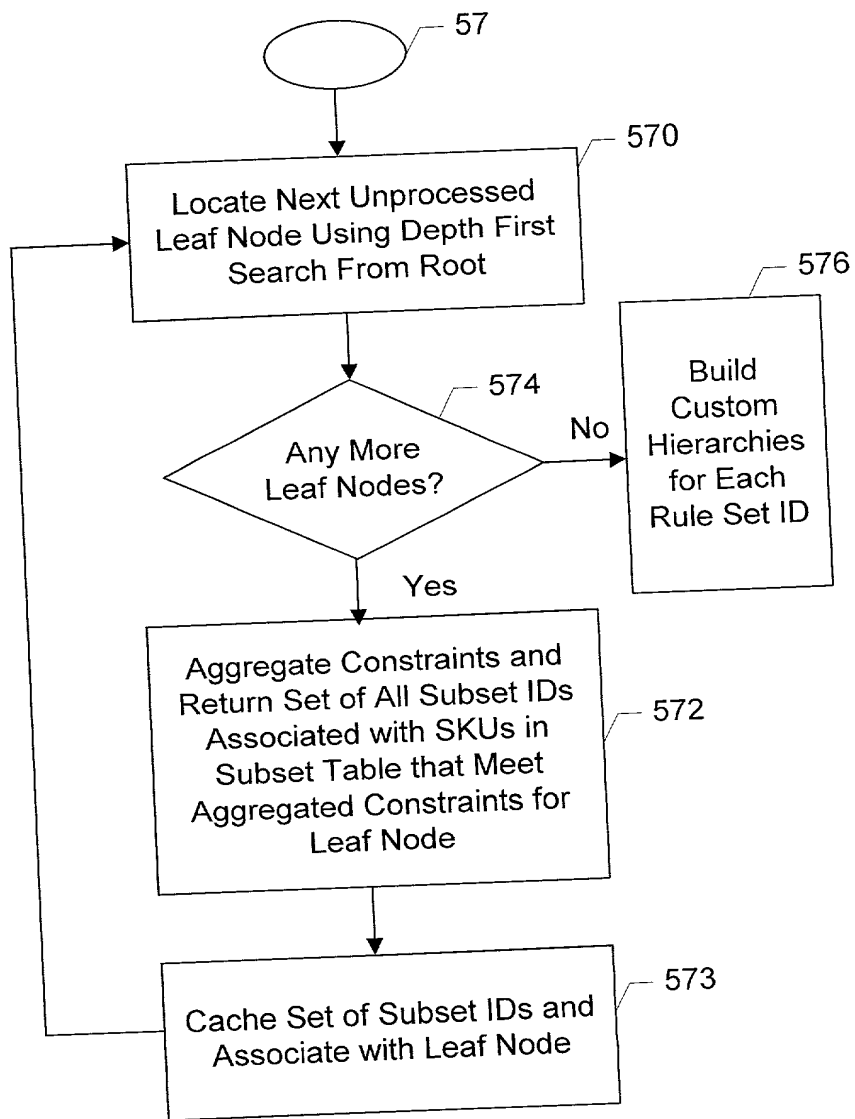 57
570
Locate Next Unprocessed
Leaf Node Using Depth First
Search From Root
576
Build
Custom
Hierarchies
for Each
Rule Set ID
574
Any More
Leaf Nodes?
No
Yes
Aggregate Constraints and
Return Set of All Subset IDs
Associated with SKUs in
Subset Table that Meet
Aggregated Constraints for
Leaf Node
572
573
Cache Set of Subset IDs and
Associate with Leaf Node